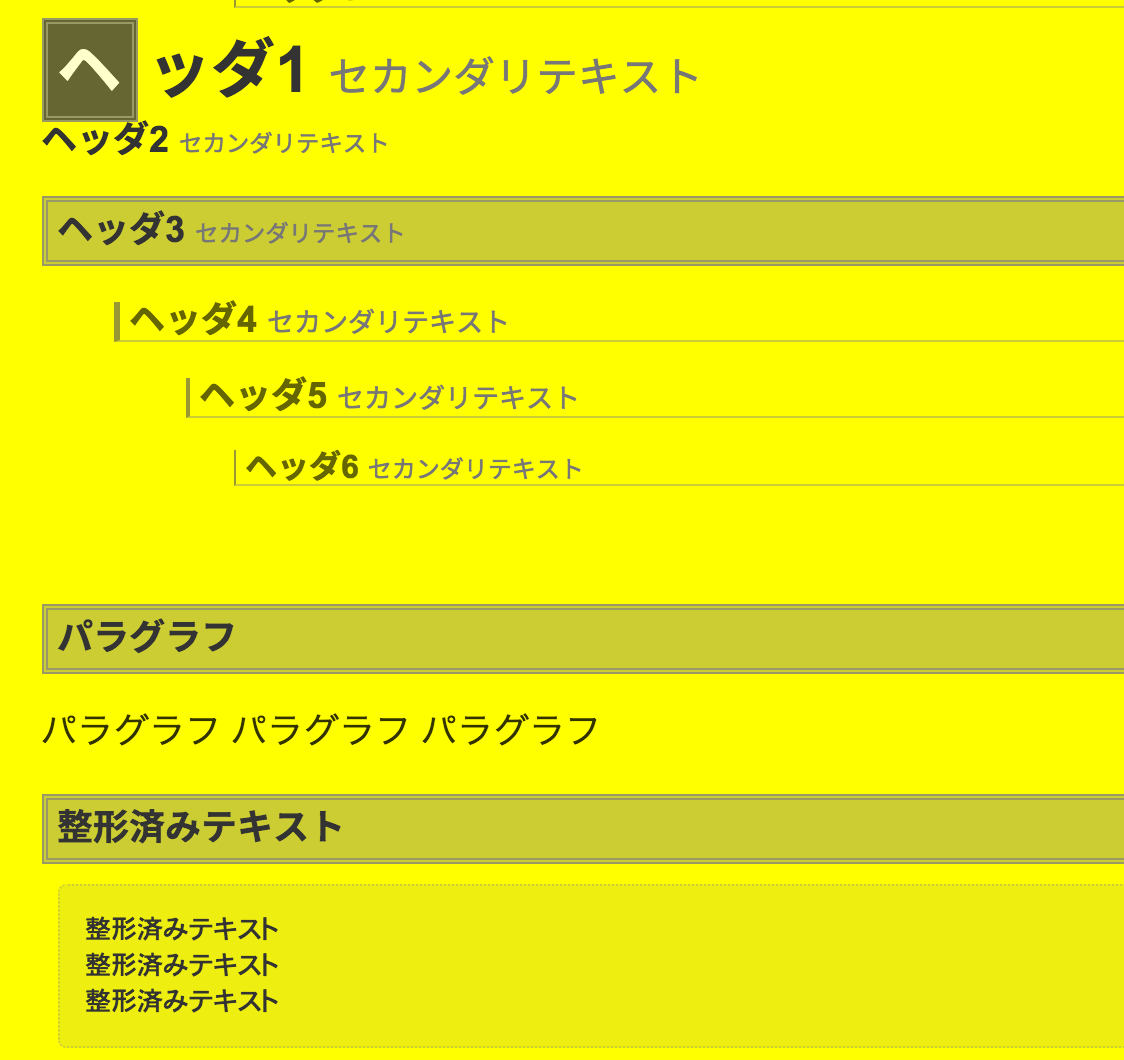 ヘッダ1 セカンダリテキスト
ヘッダ2 セカンダリテキスト
ヘッダ3 セカンダリテキスト
ヘッダ4 セカンダリテキスト
ヘッダ5 セカンダリテキスト
ヘッダ6 セカンダリテキスト
パラグラフ
パラグラフ パラグラフ パラグラフ
整形済みテキスト
整形済みテキスト
整形済みテキスト
整形済みテキスト